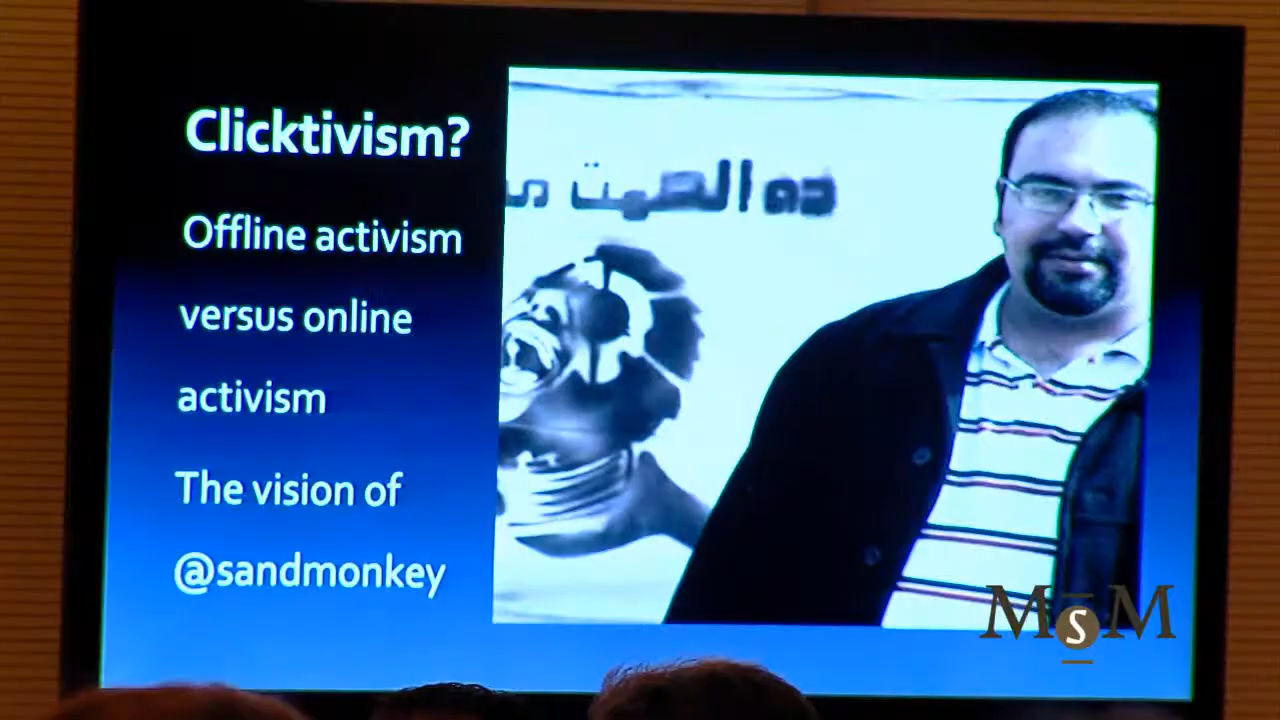 Clicktivism?
Offline activism
versus online
activism
The vision of
@sandmonkey
ده الصمت
MSM